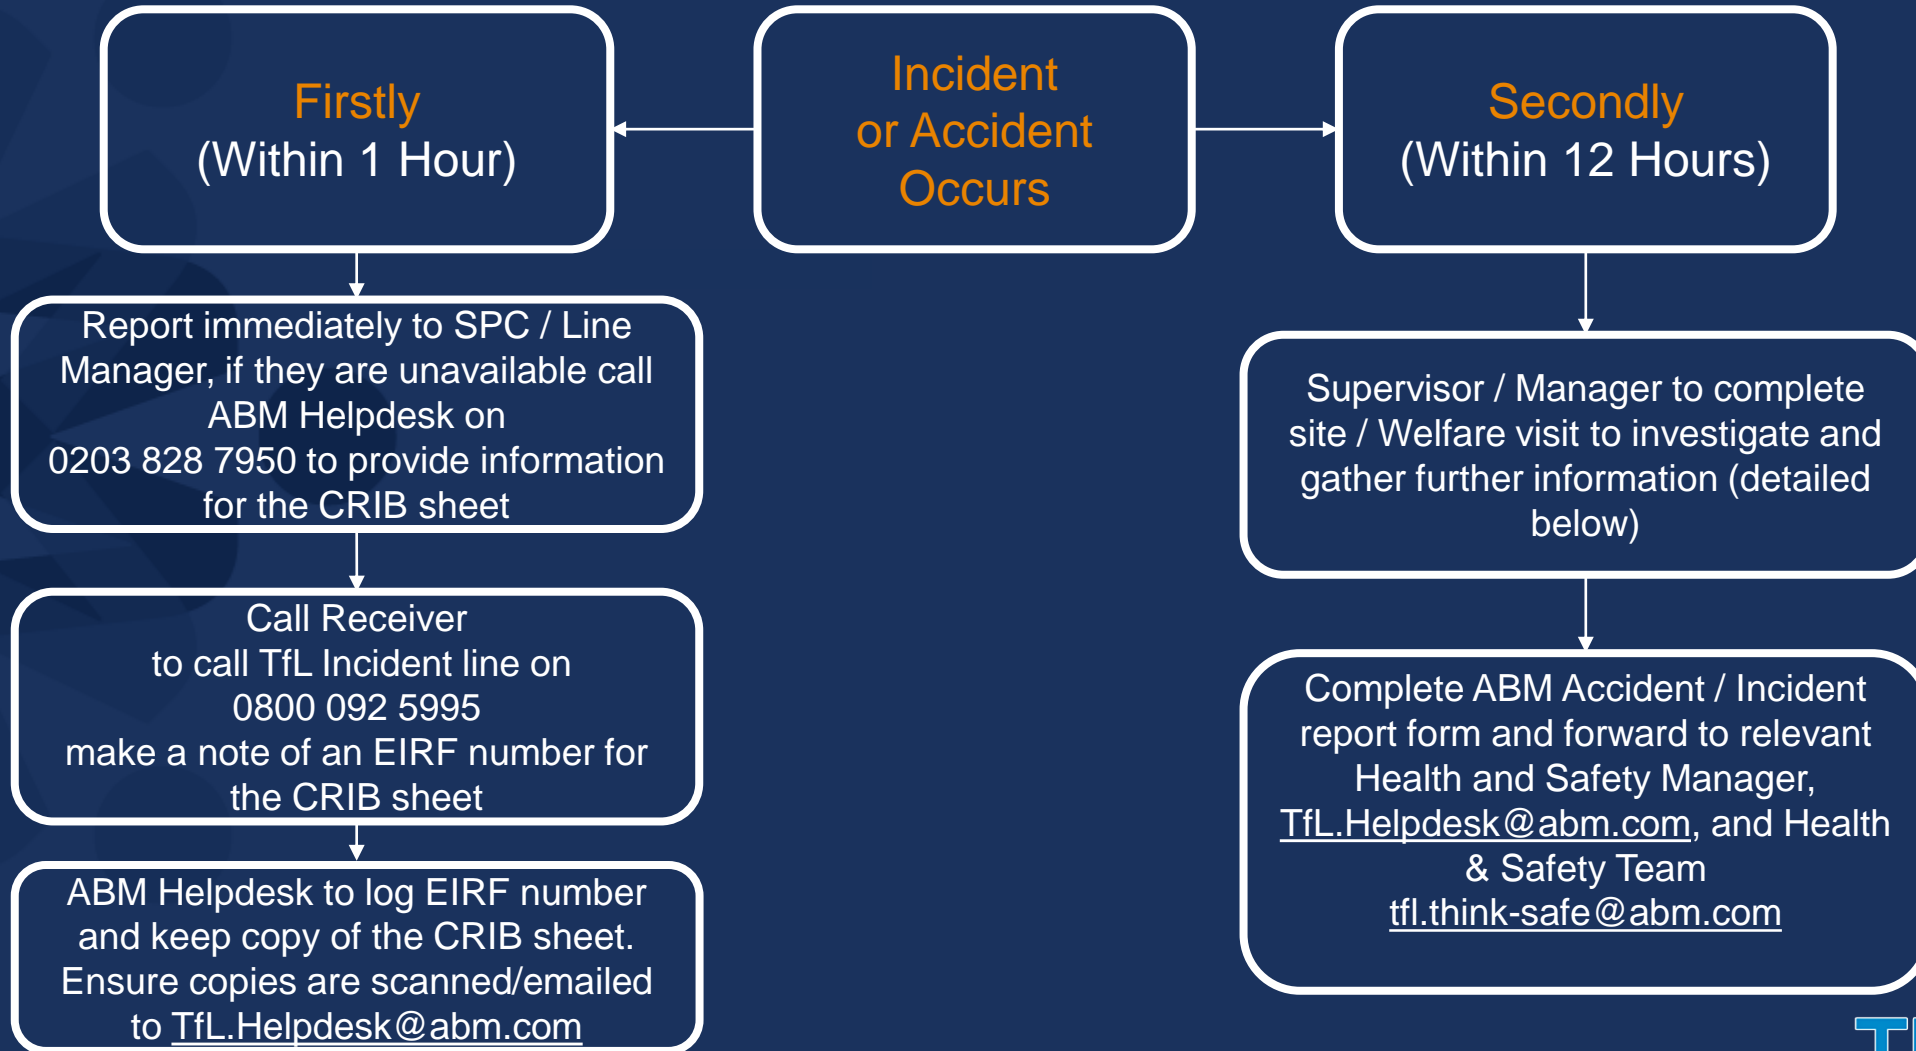 Firstly
(Within 1 Hour)
Incident
or Accident
Occurs
Secondly
(Within 12 Hours)
Report immediately to SPC / Line
Manager, if they are unavailable call
ABM Helpdesk on
0203 828 7950 to provide information
for the CRIB sheet
Call Receiver
to call TfL Incident line on
0800 092 5995
make a note of an EIRF number for
the CRIB sheet
ABM Helpdesk to log EIRF number
and keep copy of the CRIB sheet.
Ensure copies are scanned/emailed
to TfL.Helpdesk@abm.com
Supervisor / Manager to complete
site / Welfare visit to investigate and
gather further information (detailed
below)
Complete ABM Accident / Incident
report form and forward to relevant
Health and Safety Manager,
TfL.Helpdesk@abm.com, and Health
& Safety Team
tfl.think-safe@abm.com